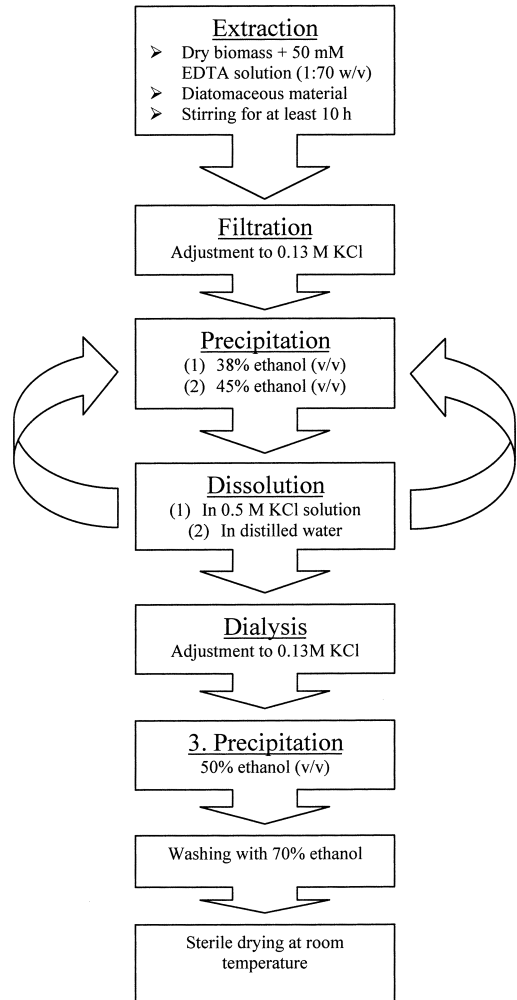 Extraction
➢ Dry biomass + 50 mM
EDTA solution (1:70 w/v)
➢ Diatomaceous material
➢ Stirring for at least 10 h
Filtration
Adjustment to 0.13 M KCl
Precipitation
(1) 38% ethanol (v/v)
(2) 45% ethanol (v/v)
Dissolution
(1) In 0.5 M KCl solution
(2) In distilled water
Dialysis
Adjustment to 0.13M KCl
3. Precipitation
50% ethanol (v/v)
Washing with 70% ethanol
Sterile drying at room
temperature